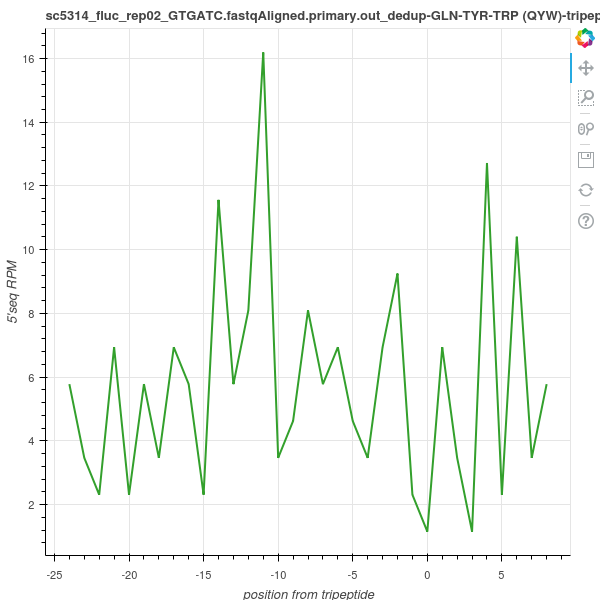 sc5314_fluc_rep02_GTGATC.fastqAligned.primary.out_dedup-GLN-TYR-TRP (QYW)-tripep
16
14
12
10
8
6
4
2
5'seq RPM
-25 -20 -15 -10 -5 0 5
position from tripeptide